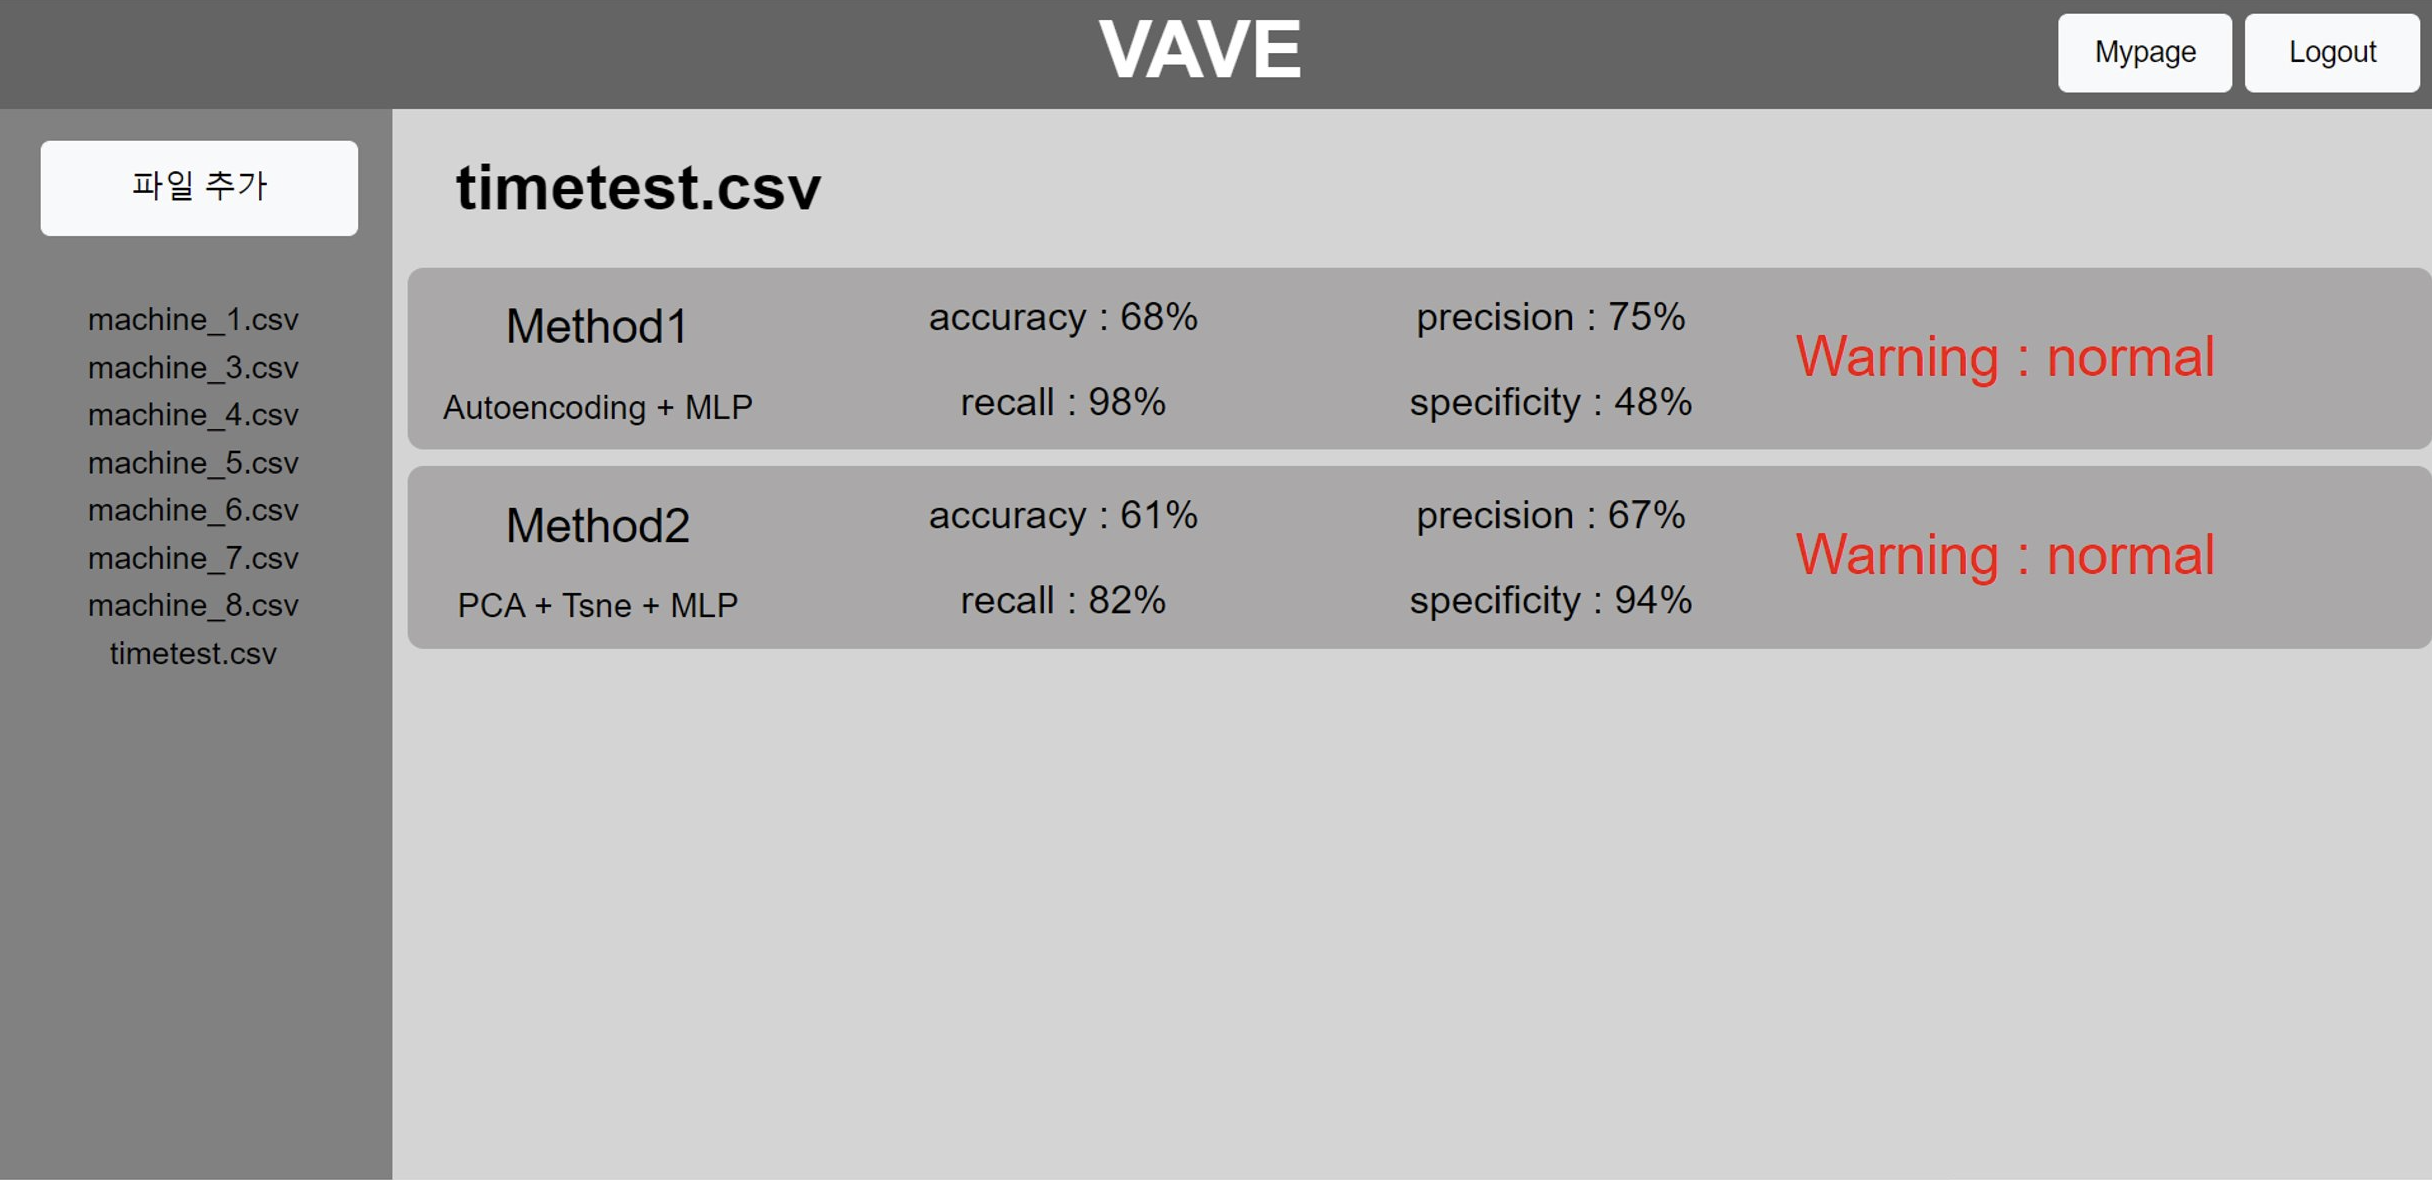 VAVE
Mypage
Logout
파일 추가
machine_1.csv
machine_3.csv
machine_4.csv
machine_5.csv
machine_6.csv
machine_7.csv
machine_8.csv
timetest.csv
timetest.csv
Method1
Autoencoding + MLP
accuracy : 68%
precision : 75%
recall : 98%
specificity : 48%
Warning : normal
Method2
PCA + Tsne + MLP
accuracy : 61%
precision : 67%
recall : 82%
specificity : 94%
Warning : normal